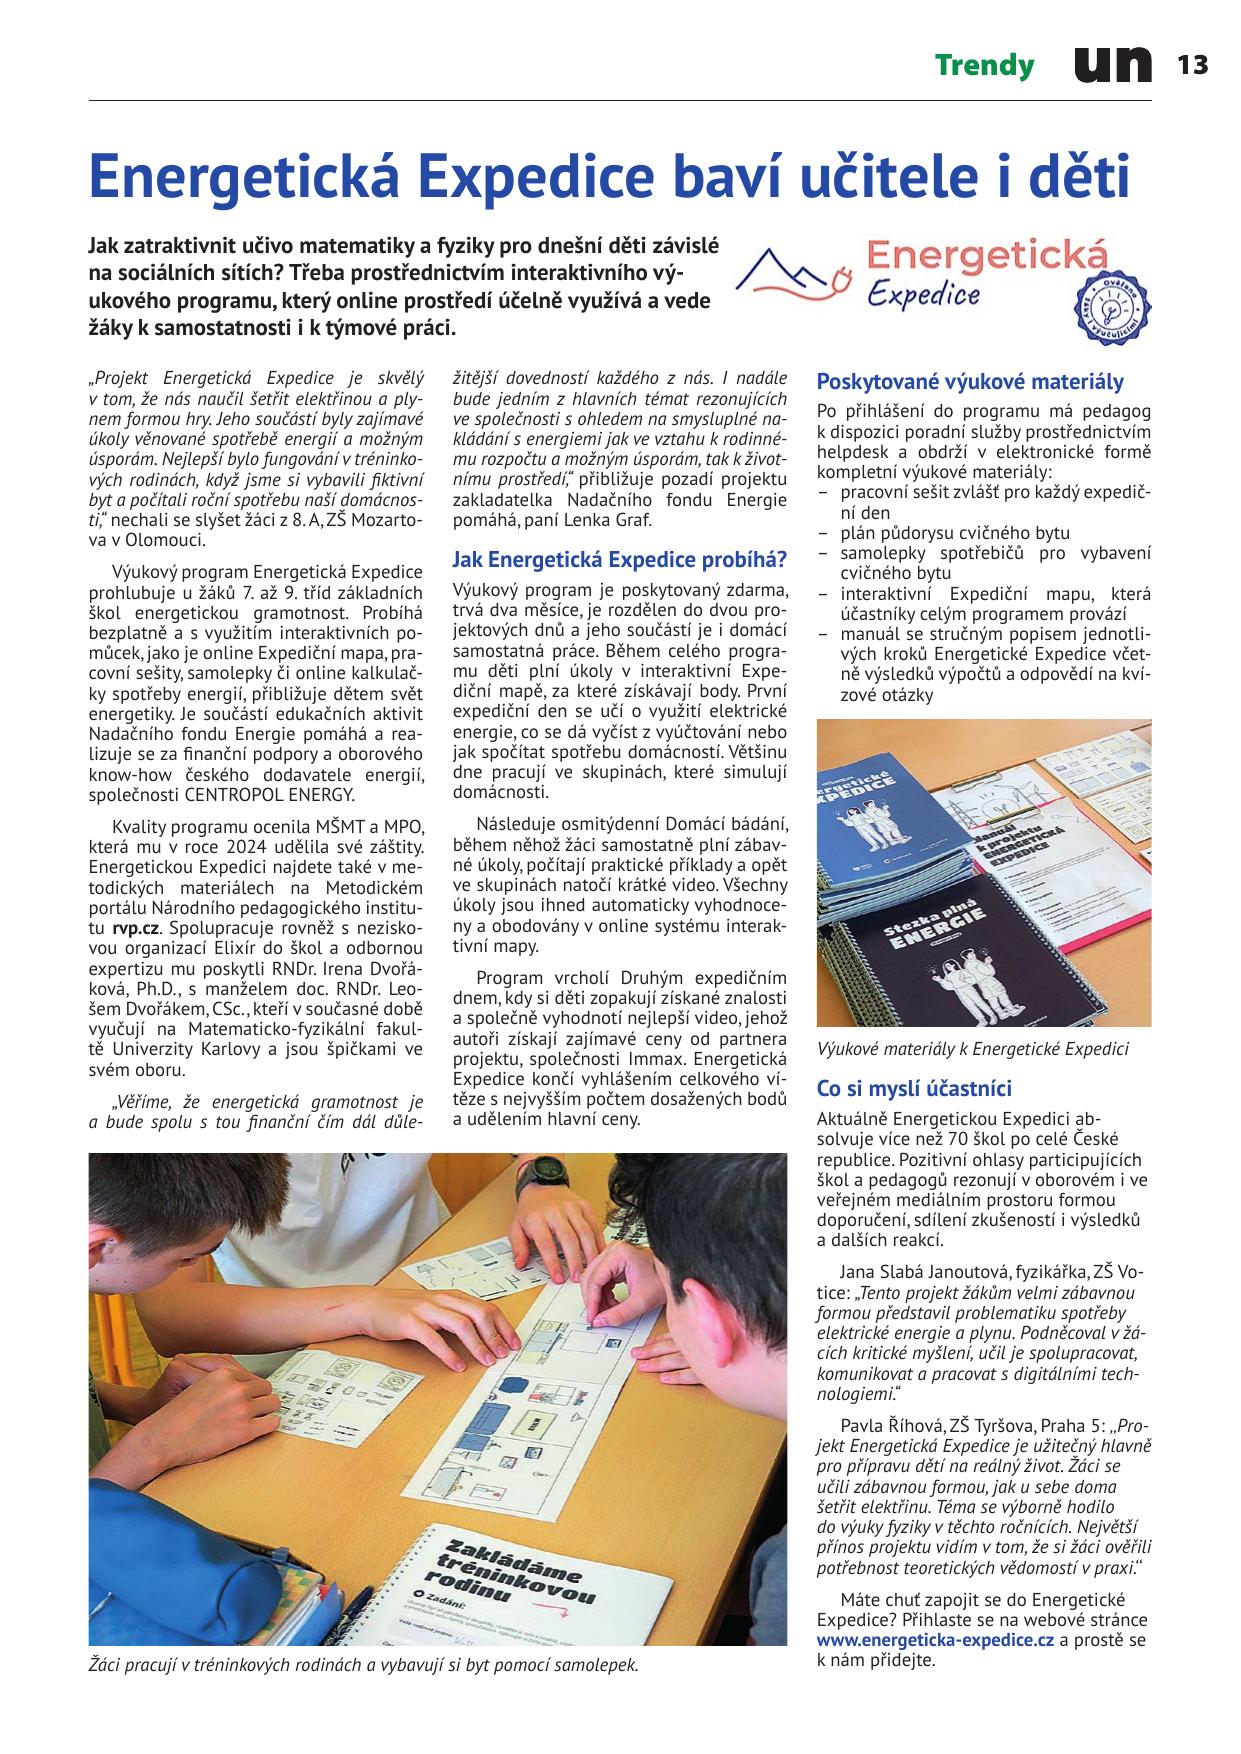 Trendy un 13
Energetická Expedice baví učitele i děti
Jak zatraktivnit učivo matematiky a fyziky pro dnešní děti závislé
na sociálních sítích? Třeba prostřednictvím interaktivního vý-
ukového programu, který online prostředí účelně využívá a vede
žáky k samostatnosti i k týmové práci.
Energetická
Expedice
Ověřeno
žáky i vyučujícími
„Projekt Energetická Expedice je skvělý
v tom, že nás naučil šetřit elektřinou a ply-
nem formou hry. Jeho součástí byly zajímavé
úkoly věnované spotřebě energií a možným
úsporám. Nejlepší bylo fungování v tréninko-
vých rodinách, když jsme si vybavili fiktivní
byt a počítali roční spotřebu naší domácnos-
ti,“ nechali se slyšet žáci z 8. A, ZŠ Mozarto-
va v Olomouci.
Výukový program Energetická Expedice
prohlubuje u žáků 7. až 9. tříd základních
škol energetickou gramotnost. Probíhá
bezplatně a s využitím interaktivních po-
můcek, jako je online Expediční mapa, pra-
covní sešity, samolepky či online kalkulač-
ky spotřeby energií, přibližuje dětem svět
energetiky. Je součástí edukačních aktivit
Nadačního fondu Energie pomáhá a rea-
lizuje se za finanční podpory a oborového
know-how českého dodavatele energií,
společnosti CENTROPOL ENERGY.
Kvality programu ocenila MŠMT a MPO,
která mu v roce 2024 udělila své záštity.
Energetickou Expedici najdete také v me-
todických materiálech na Metodickém
portálu Národního pedagogického institu-
tu rvp.cz. Spolupracuje rovněž s nezisko-
vou organizací Elixír do škol a odbornou
expertizu mu poskytli RNDr. Irena Dvořá-
ková, Ph.D., s manželem doc. RNDr. Leo-
šem Dvořákem, CSc., kteří v současné době
vyučují na Matematicko-fyzikální fakul-
tě Univerzity Karlovy a jsou špičkami ve
svém oboru.
„Věříme, že energetická gramotnost je
a bude spolu s tou finanční čím dál důle-
žitější dovedností každého z nás. I nadále
bude jedním z hlavních témat rezonujících
ve společnosti s ohledem na smysluplné na-
kládání s energiemi jak ve vztahu k rodinné-
mu rozpočtu a možným úsporám, tak k život-
nímu prostředí,“ přibližuje pozadí projektu
zakladatelka Nadačního fondu Energie
pomáhá, paní Lenka Graf.
Jak Energetická Expedice probíhá?
Výukový program je poskytovaný zdarma,
trvá dva měsíce, je rozdělen do dvou pro-
jektových dnů a jeho součástí je i domácí
samostatná práce. Během celého progra-
mu děti plní úkoly v interaktivní Expe-
diční mapě, za které získávají body. První
expediční den se učí o využití elektrické
energie, co se dá vyčíst z vyúčtování nebo
jak spočítat spotřebu domácností. Většinu
dne pracují ve skupinách, které simulují
domácnosti.
Následuje osmitýdenní Domácí bádání,
během něhož žáci samostatně plní zábav-
né úkoly, počítají praktické příklady a opět
ve skupinách natočí krátké video. Všechny
úkoly jsou ihned automaticky vyhodnoce-
ny a obodovány v online systému interak-
tivní mapy.
Program vrcholí Druhým expedičním
dnem, kdy si děti zopakují získané znalosti
a společně vyhodnotí nejlepší video, jehož
autoři získají zajímavé ceny od partnera
projektu, společnosti Immax. Energetická
Expedice končí vyhlášením celkového ví-
těze s nejvyšším počtem dosažených bodů
a udělením hlavní ceny.
Zakládáme
tréninkovou
rodinu
Zadání:
Žáci pracují v tréninkových rodinách a vybavují si byt pomocí samolepek.
Poskytované výukové materiály
Po přihlášení do programu má pedagog
k dispozici poradní služby prostřednictvím
helpdesk a obdrží v elektronické formě
kompletní výukové materiály:
– pracovní sešit zvlášť pro každý expedič-
ní den
– plán půdorysu cvičného bytu
– samolepky spotřebičů pro vybavení
cvičného bytu
– interaktivní Expediční mapu, která
účastníky celým programem provází
– manuál se stručným popisem jednotli-
vých kroků Energetické Expedice včet-
ně výsledků výpočtů a odpovědí na kví-
zové otázky
Manuál
k projektu
ENERGETICKÁ
EXPEDICE
Stezka plná
ENERGIE
Výukové materiály k Energetické Expedici
Co si myslí účastníci
Aktuálně Energetickou Expedici ab-
solvuje více než 70 škol po celé České
republice. Pozitivní ohlasy participujících
škol a pedagogů rezonují v oborovém i ve
veřejném mediálním prostoru formou
doporučení, sdílení zkušeností i výsledků
a dalších reakcí.
Jana Slabá Janoutová, fyzikářka, ZŠ Vo-
tice: „Tento projekt žákům velmi zábavnou
formou představil problematiku spotřeby
elektrické energie a plynu. Podněcoval v žá-
cích kritické myšlení, učil je spolupracovat,
komunikovat a pracovat s digitálními tech-
nologiemi.“
Pavla Říhová, ZŠ Tyršova, Praha 5: „Pro-
jekt Energetická Expedice je užitečný hlavně
pro přípravu dětí na reálný život. Žáci se
učili zábavnou formou, jak u sebe doma
šetřit elektřinu. Téma se výborně hodilo
do výuky fyziky v těchto ročnících. Největší
přínos projektu vidím v tom, že si žáci ověřili
potřebnost teoretických vědomostí v praxi.“
Máte chuť zapojit se do Energetické
Expedice? Přihlaste se na webové stránce
www.energeticka-expedice.cz a prostě se
k nám přidejte.